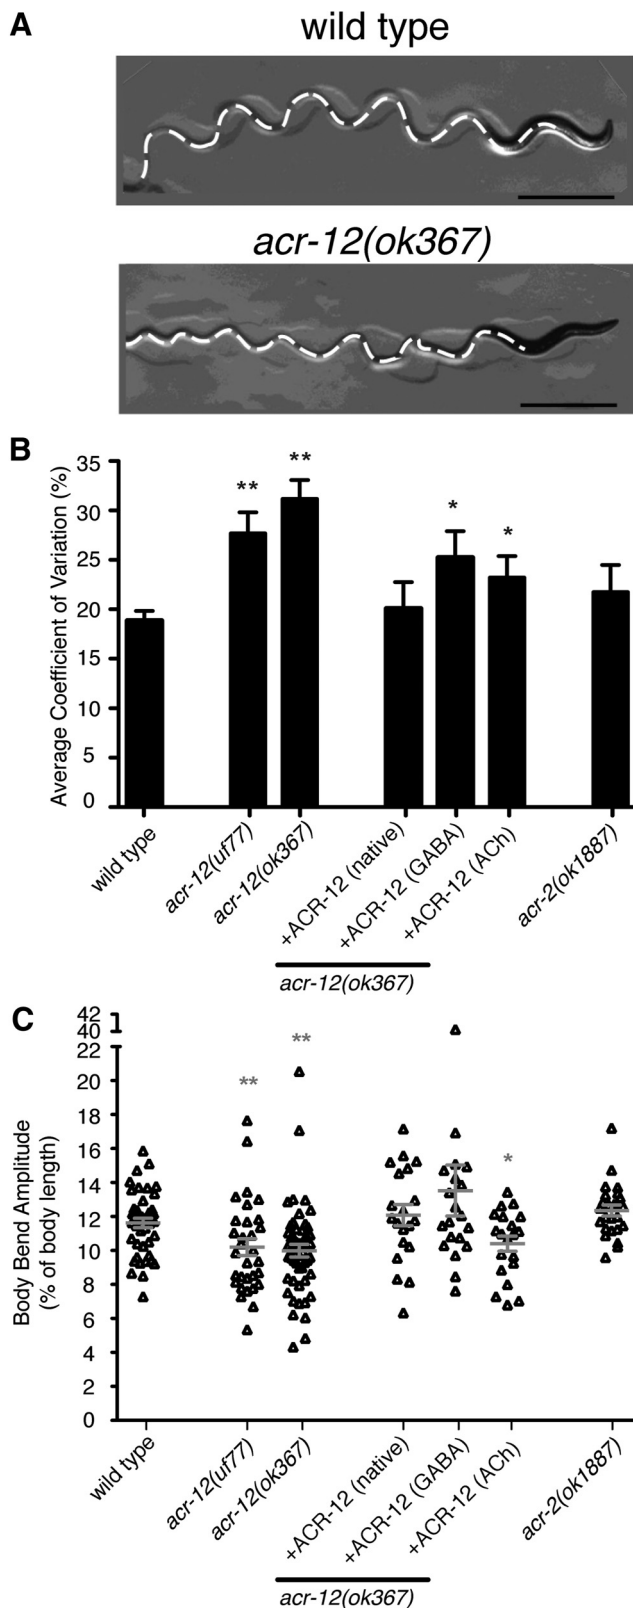 A
wild type
acr-12(ok367)
B
Average Coefficient of Variation (%)
35
30
25
20
15
10
5
0
**
**
*
*
wild type
acr-12(uf77)
acr-12(ok367)
+ACR-12 (native)
+ACR-12 (GABA)
+ACR-12 (ACh)
acr-2(ok1887)
acr-12(ok367)
C
Body Bend Amplitude
(% of body length)
42
40
22
20
18
16
14
12
10
8
6
4
2
0
**
**
*
wild type
acr-12(uf77)
acr-12(ok367)
+ACR-12 (native)
+ACR-12 (GABA)
+ACR-12 (ACh)
acr-2(ok1887)
acr-12(ok367)